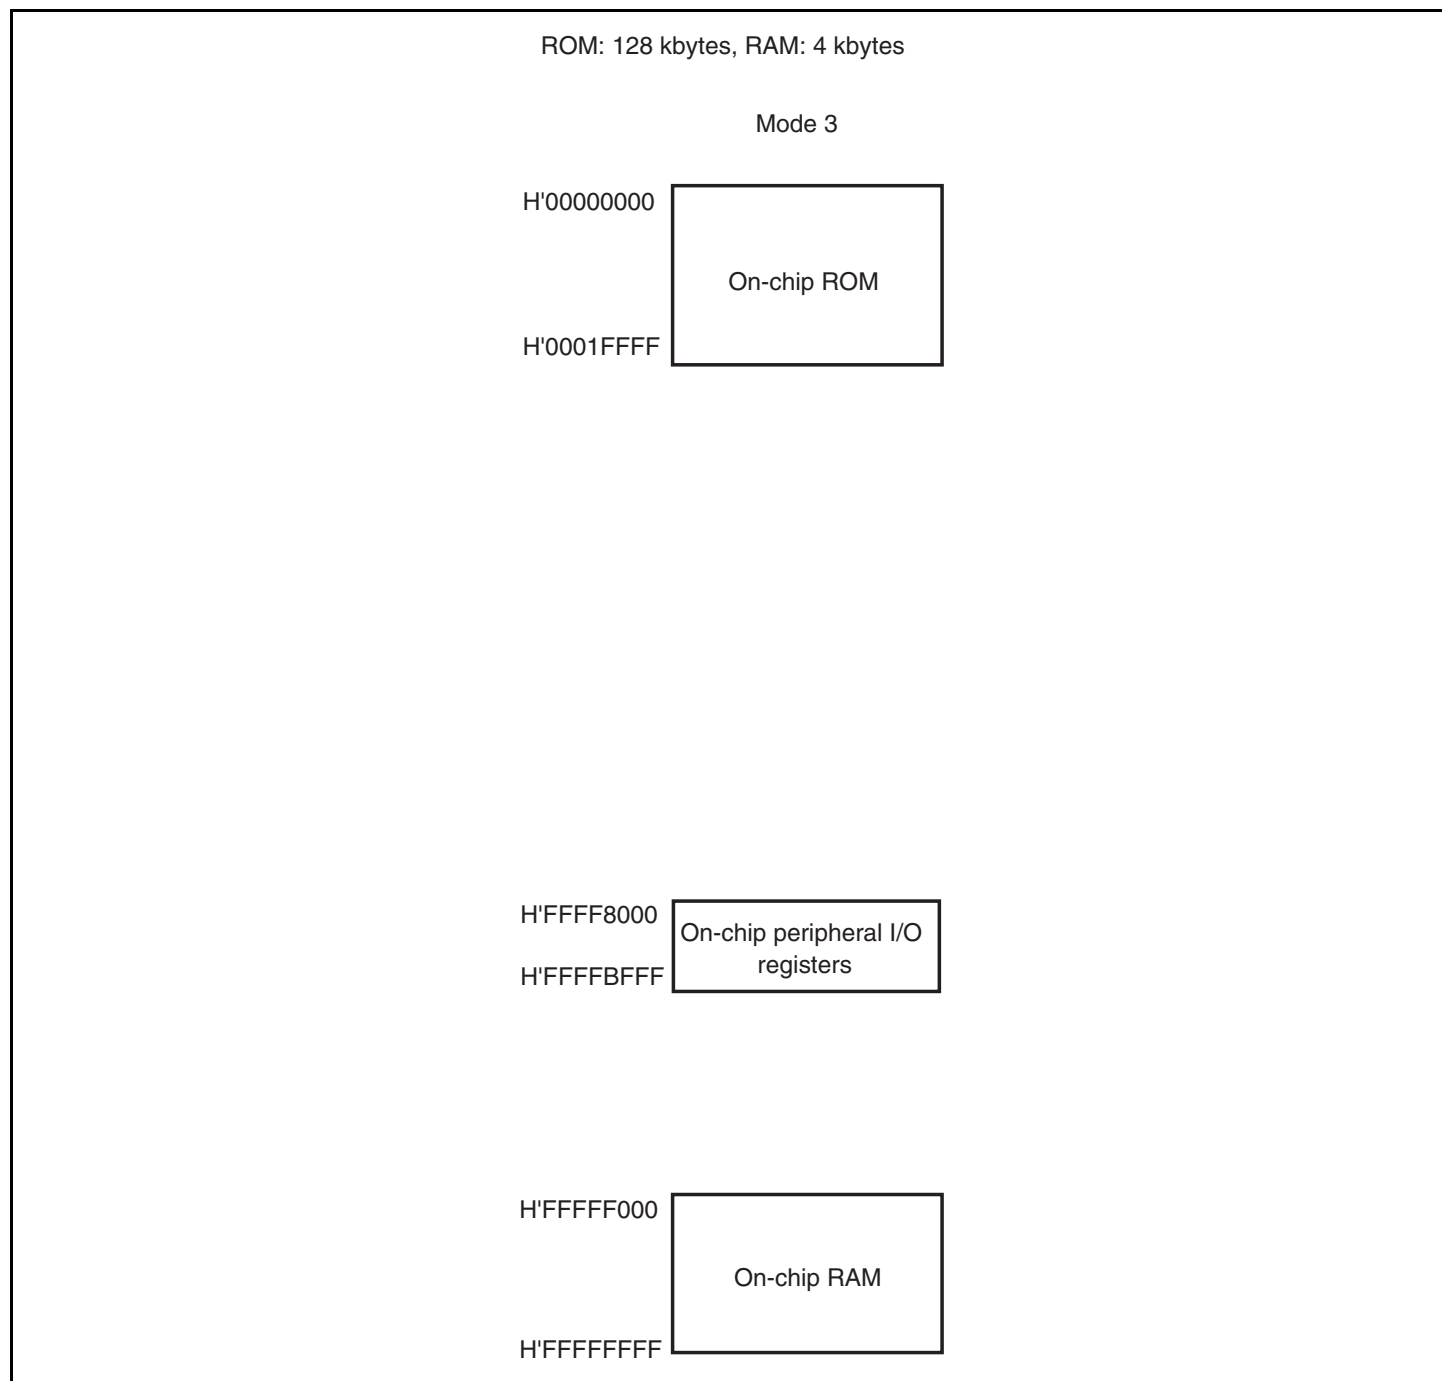 ROM: 128 kbytes, RAM: 4 kbytes
Mode 3
H'00000000
On-chip ROM
H'0001FFFF
H'FFFF8000
On-chip peripheral I/O
registers
H'FFFFBFFF
H'FFFFF000
On-chip RAM
H'FFFFFFFF